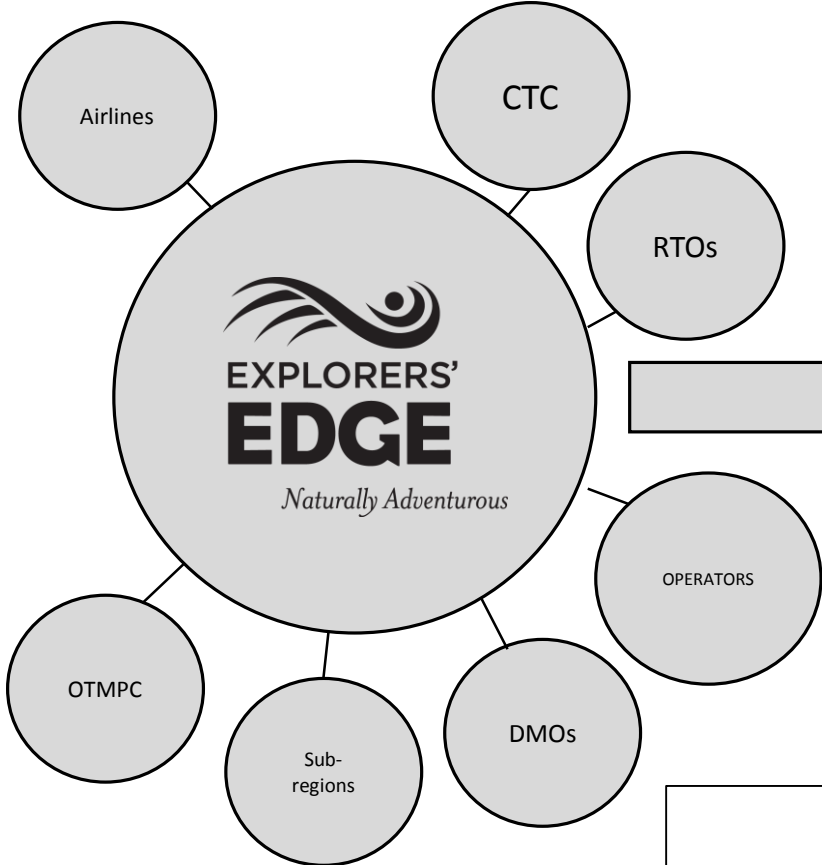 Airlines
CTC
RTOs
EXPLORERS’
EDGE
Naturally Adventurous
OPERATORS
OTMPC
Sub-
regions
DMOs